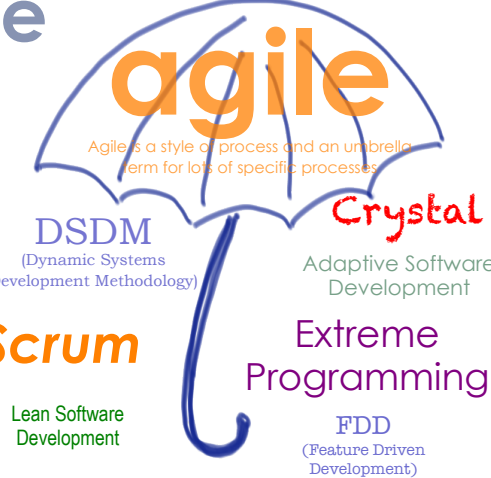 e
agile
Agile is a style of process and an umbrella
term for lots of specific processes
Crystal
DSDM
(Dynamic Systems
evelopment Methodology)
Adaptive Software
Development
Scrum
Extreme
Programming
Lean Software
Development
FDD
(Feature Driven
Development)